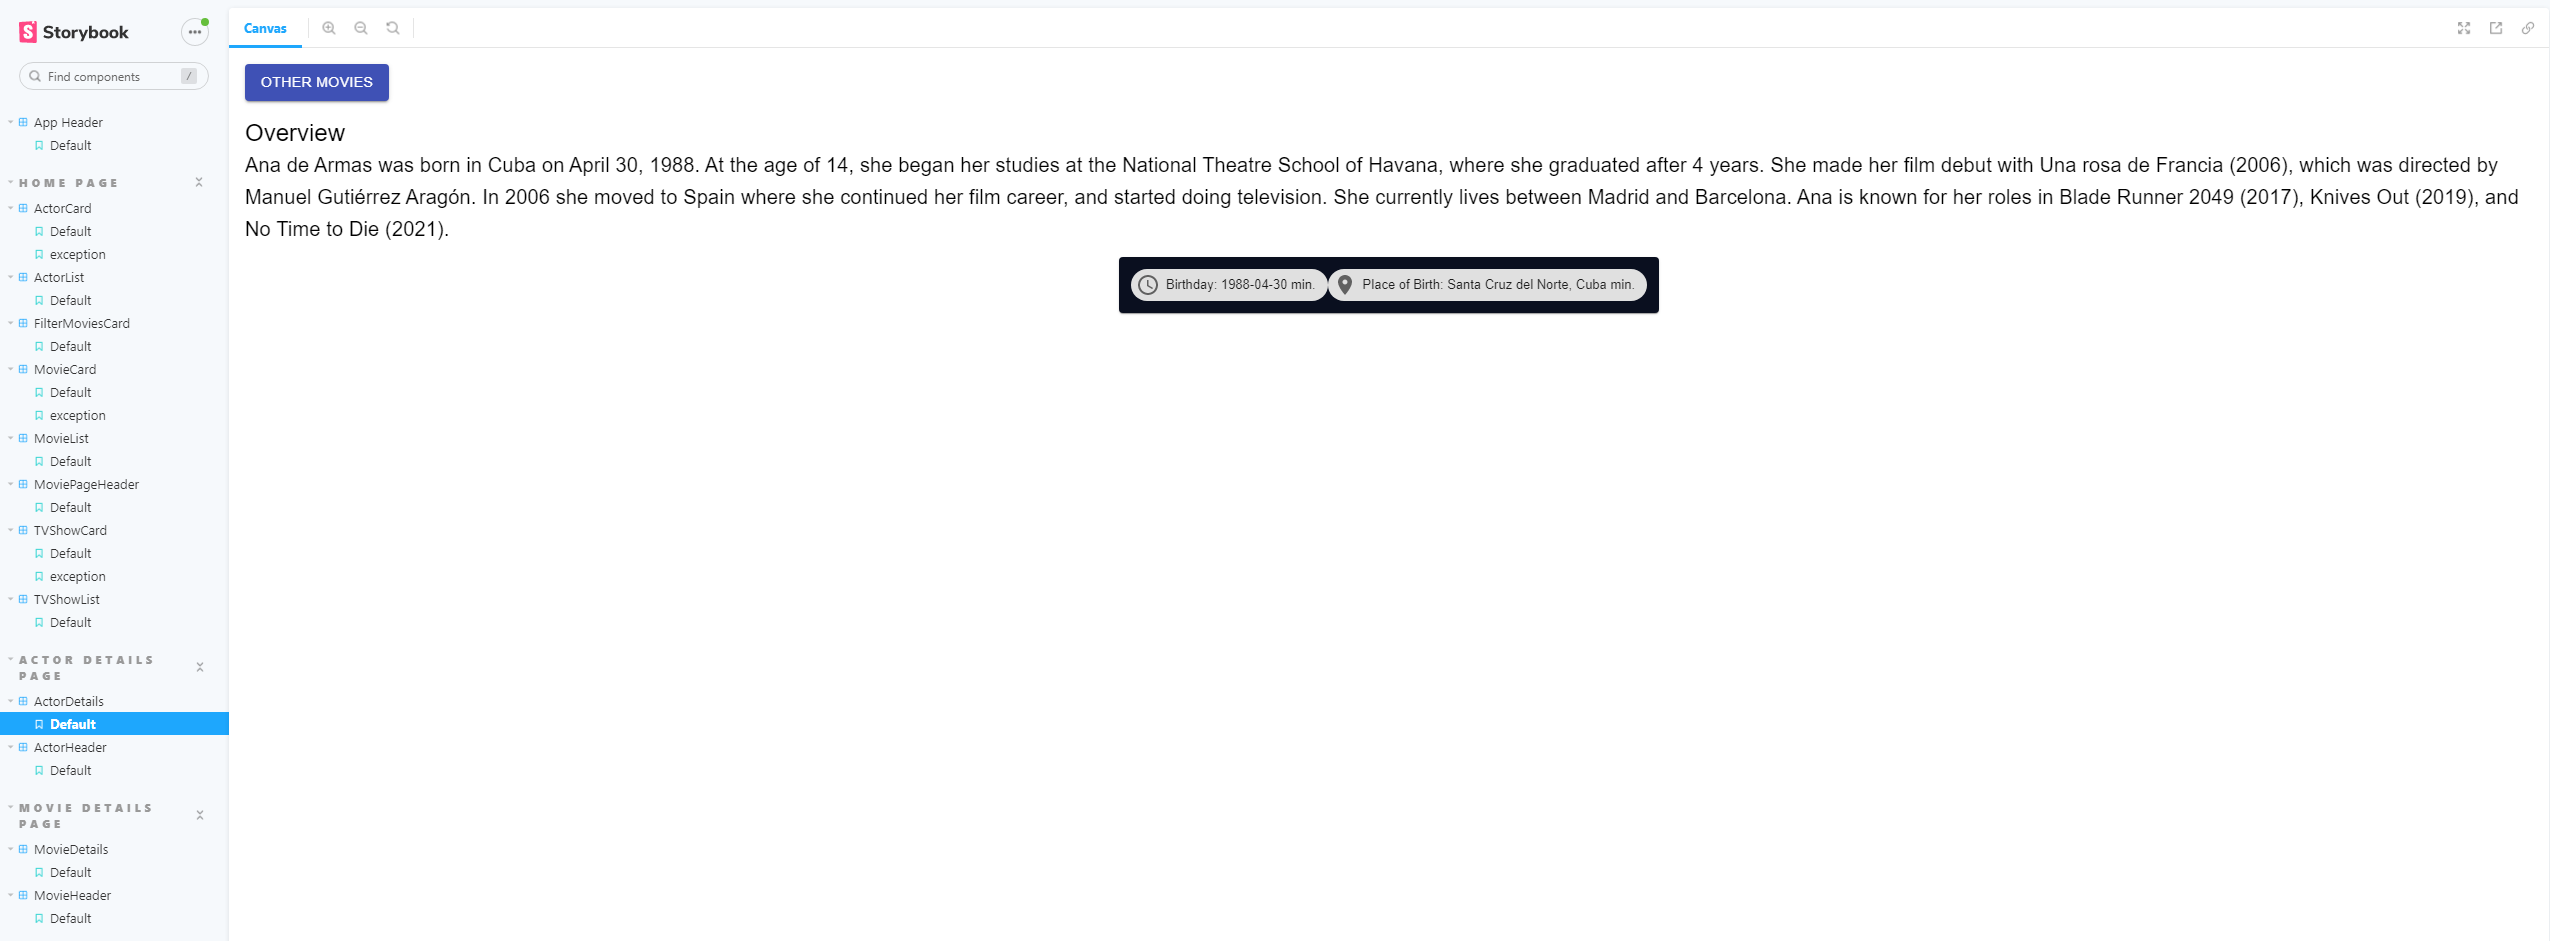 Storybook
Find components
/
App Header
Default
HOME PAGE
ActorCard
Default
exception
ActorList
Default
FilterMoviesCard
Default
MovieCard
Default
exception
MovieList
Default
MoviePageHeader
Default
TVShowCard
Default
exception
TVShowList
Default
ACTOR DETAILS
PAGE
ActorDetails
Default
ActorHeader
Default
MOVIE DETAILS
PAGE
MovieDetails
Default
MovieHeader
Default
Canvas
OTHER MOVIES
Overview
Ana de Armas was born in Cuba on April 30, 1988. At the age of 14, she began her studies at the National Theatre School of Havana, where she graduated after 4 years. She made her film debut with Una rosa de Francia (2006), which was directed by
Manuel Gutiérrez Aragón. In 2006 she moved to Spain where she continued her film career, and started doing television. She currently lives between Madrid and Barcelona. Ana is known for her roles in Blade Runner 2049 (2017), Knives Out (2019), and
No Time to Die (2021).
Birthday: 1988-04-30 min.
Place of Birth: Santa Cruz del Norte, Cuba min.